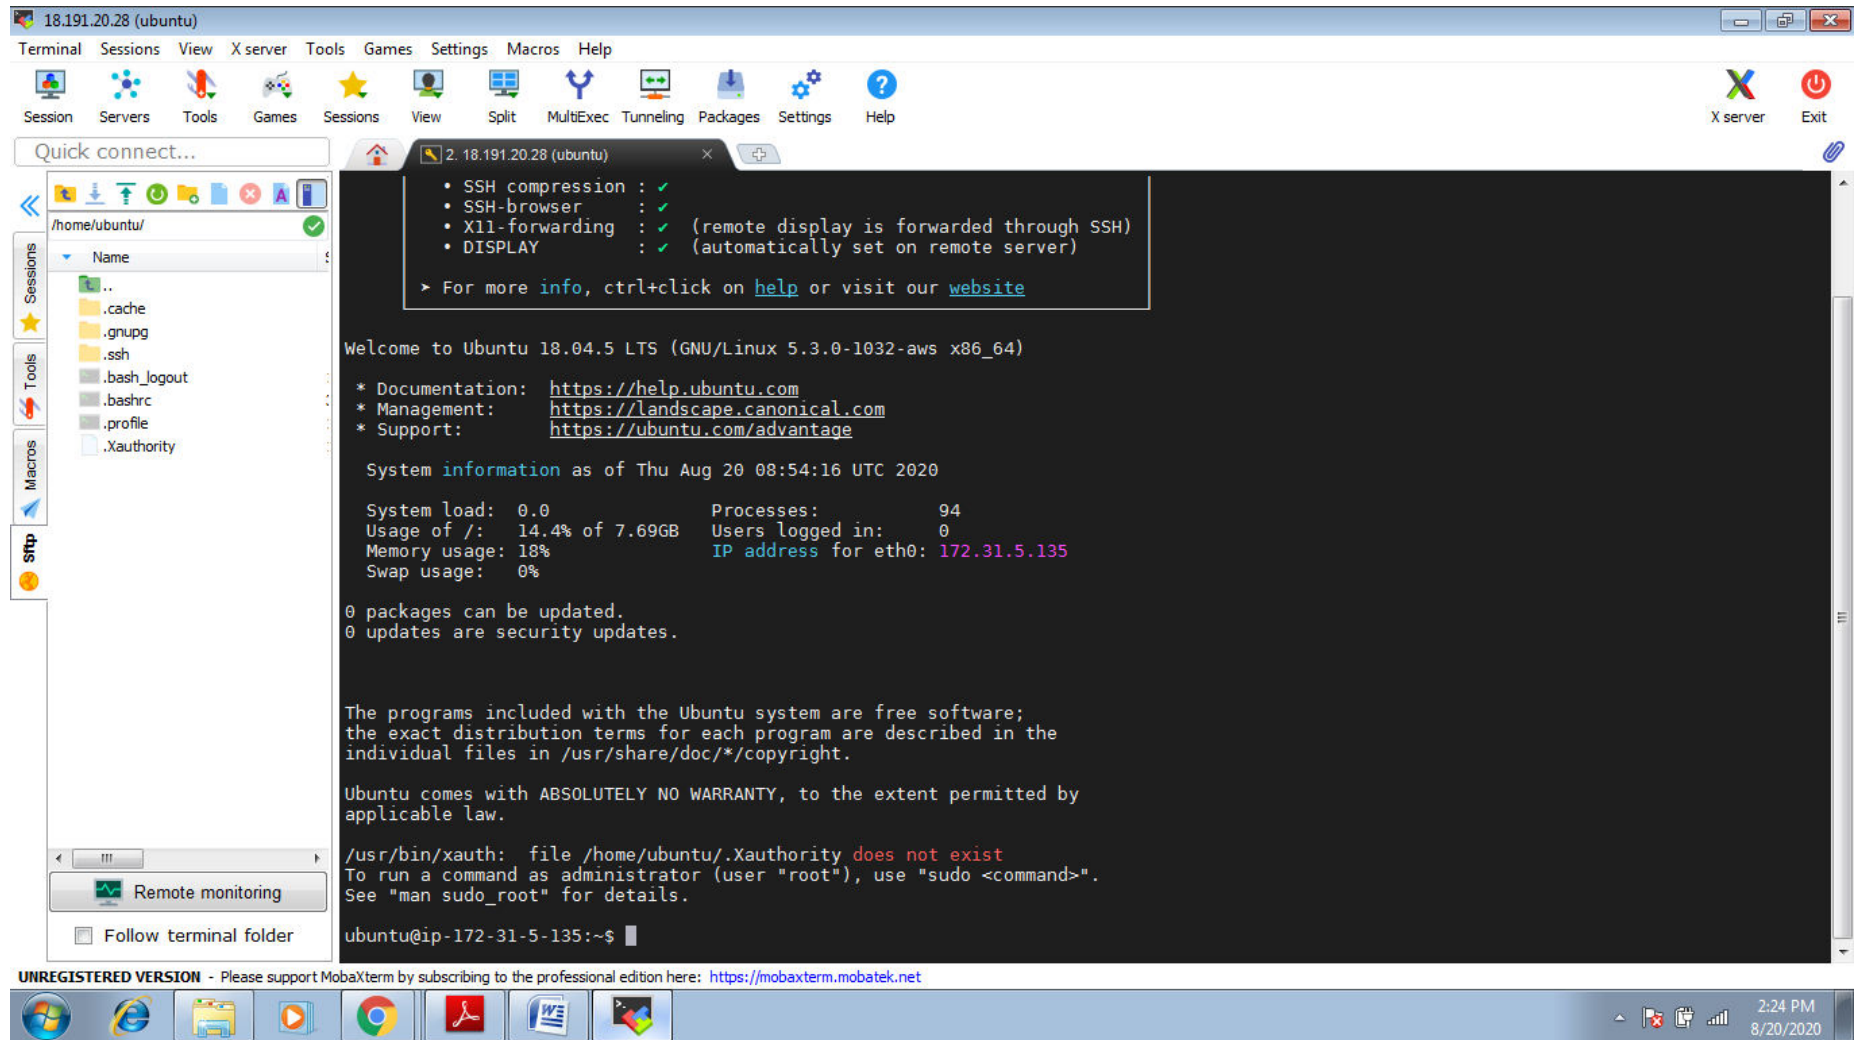 18.191.20.28 (ubuntu)
Terminal Sessions View X server Tools Games Settings Macros Help
Session Servers Tools Games Sessions View Split MultiExec Tunneling Packages Settings Help X server Exit
Quick connect...
2. 18.191.20.28 (ubuntu)
/home/ubuntu/
Name
..
.cache
.gnupg
.ssh
.bash_logout
.bashrc
.profile
.Xauthority
Sessions
Tools
Macros
Sftp
Remote monitoring
Follow terminal folder
• SSH compression : ✔
• SSH-browser : ✔
• X11-forwarding : ✔ (remote display is forwarded through SSH)
• DISPLAY : ✔ (automatically set on remote server)
➤ For more info, ctrl+click on help or visit our website
Welcome to Ubuntu 18.04.5 LTS (GNU/Linux 5.3.0-1032-aws x86_64)
* Documentation: https://help.ubuntu.com
* Management: https://landscape.canonical.com
* Support: https://ubuntu.com/advantage
System information as of Thu Aug 20 08:54:16 UTC 2020
System load: 0.0 Processes: 94
Usage of /: 14.4% of 7.69GB Users logged in: 0
Memory usage: 18% IP address for eth0: 172.31.5.135
Swap usage: 0%
0 packages can be updated.
0 updates are security updates.
The programs included with the Ubuntu system are free software;
the exact distribution terms for each program are described in the
individual files in /usr/share/doc/*/copyright.
Ubuntu comes with ABSOLUTELY NO WARRANTY, to the extent permitted by
applicable law.
/usr/bin/xauth: file /home/ubuntu/.Xauthority does not exist
To run a command as administrator (user "root"), use "sudo <command>".
See "man sudo_root" for details.
ubuntu@ip-172-31-5-135:~$
UNREGISTERED VERSION - Please support MobaXterm by subscribing to the professional edition here: https://mobaxterm.mobatek.net
2:24 PM
8/20/2020